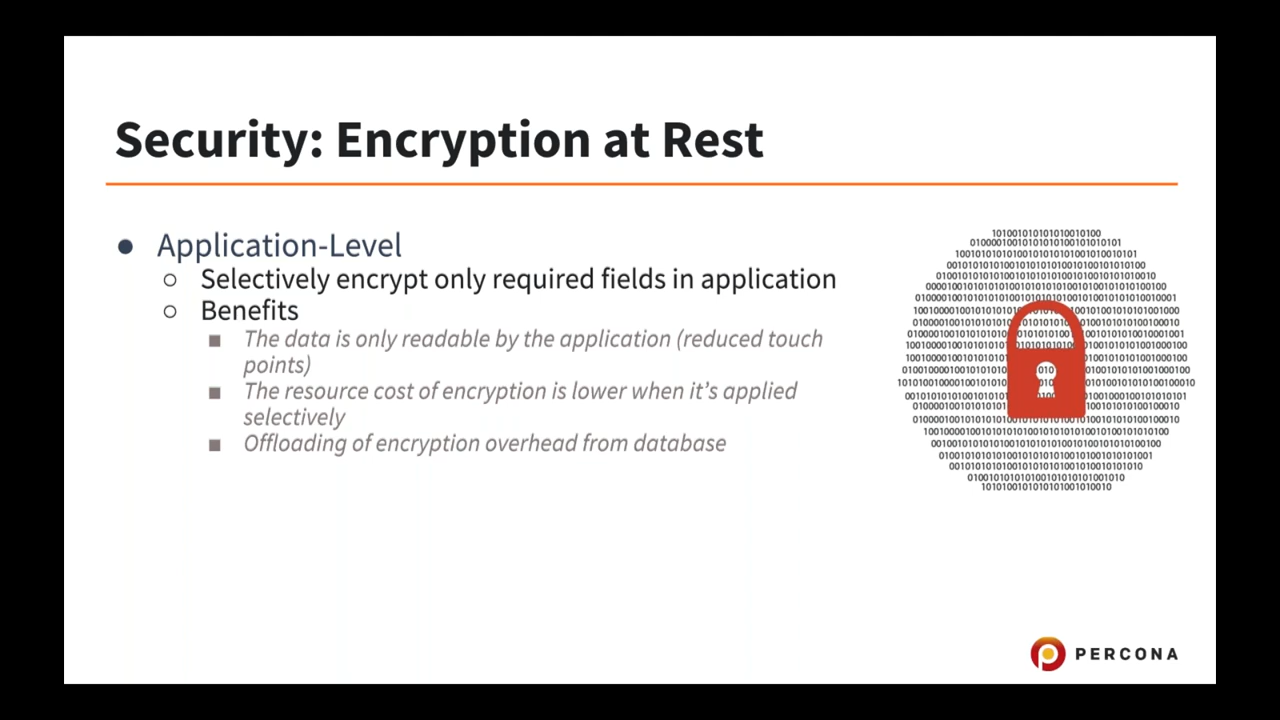 Security: Encryption at Rest
● Application-Level
○ Selectively encrypt only required fields in application
○ Benefits
■ The data is only readable by the application (reduced touch
points)
■ The resource cost of encryption is lower when it’s applied
selectively
■ Offloading of encryption overhead from database
PERCONA